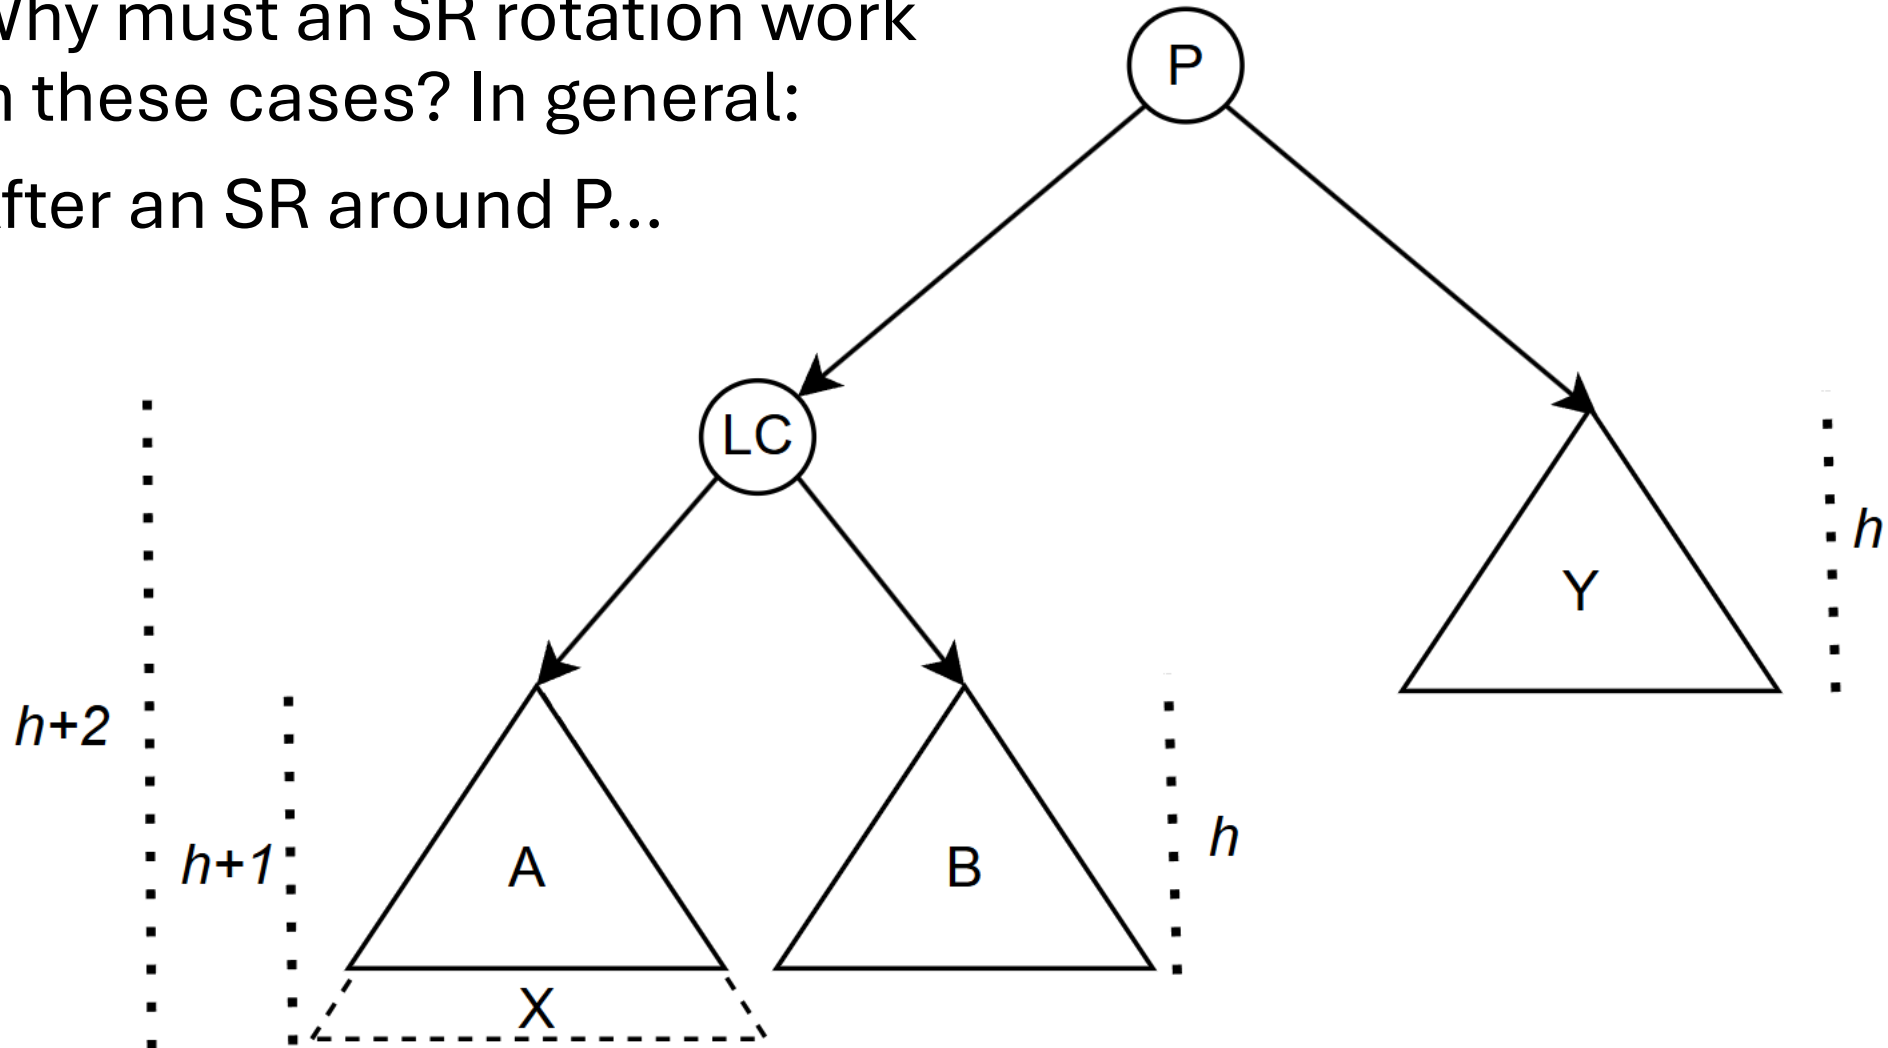 Why must an SR rotation work
n these cases? In general:
fter an SR around P...
P
LC
Y
h
h+2
h+1
A
B
h
X